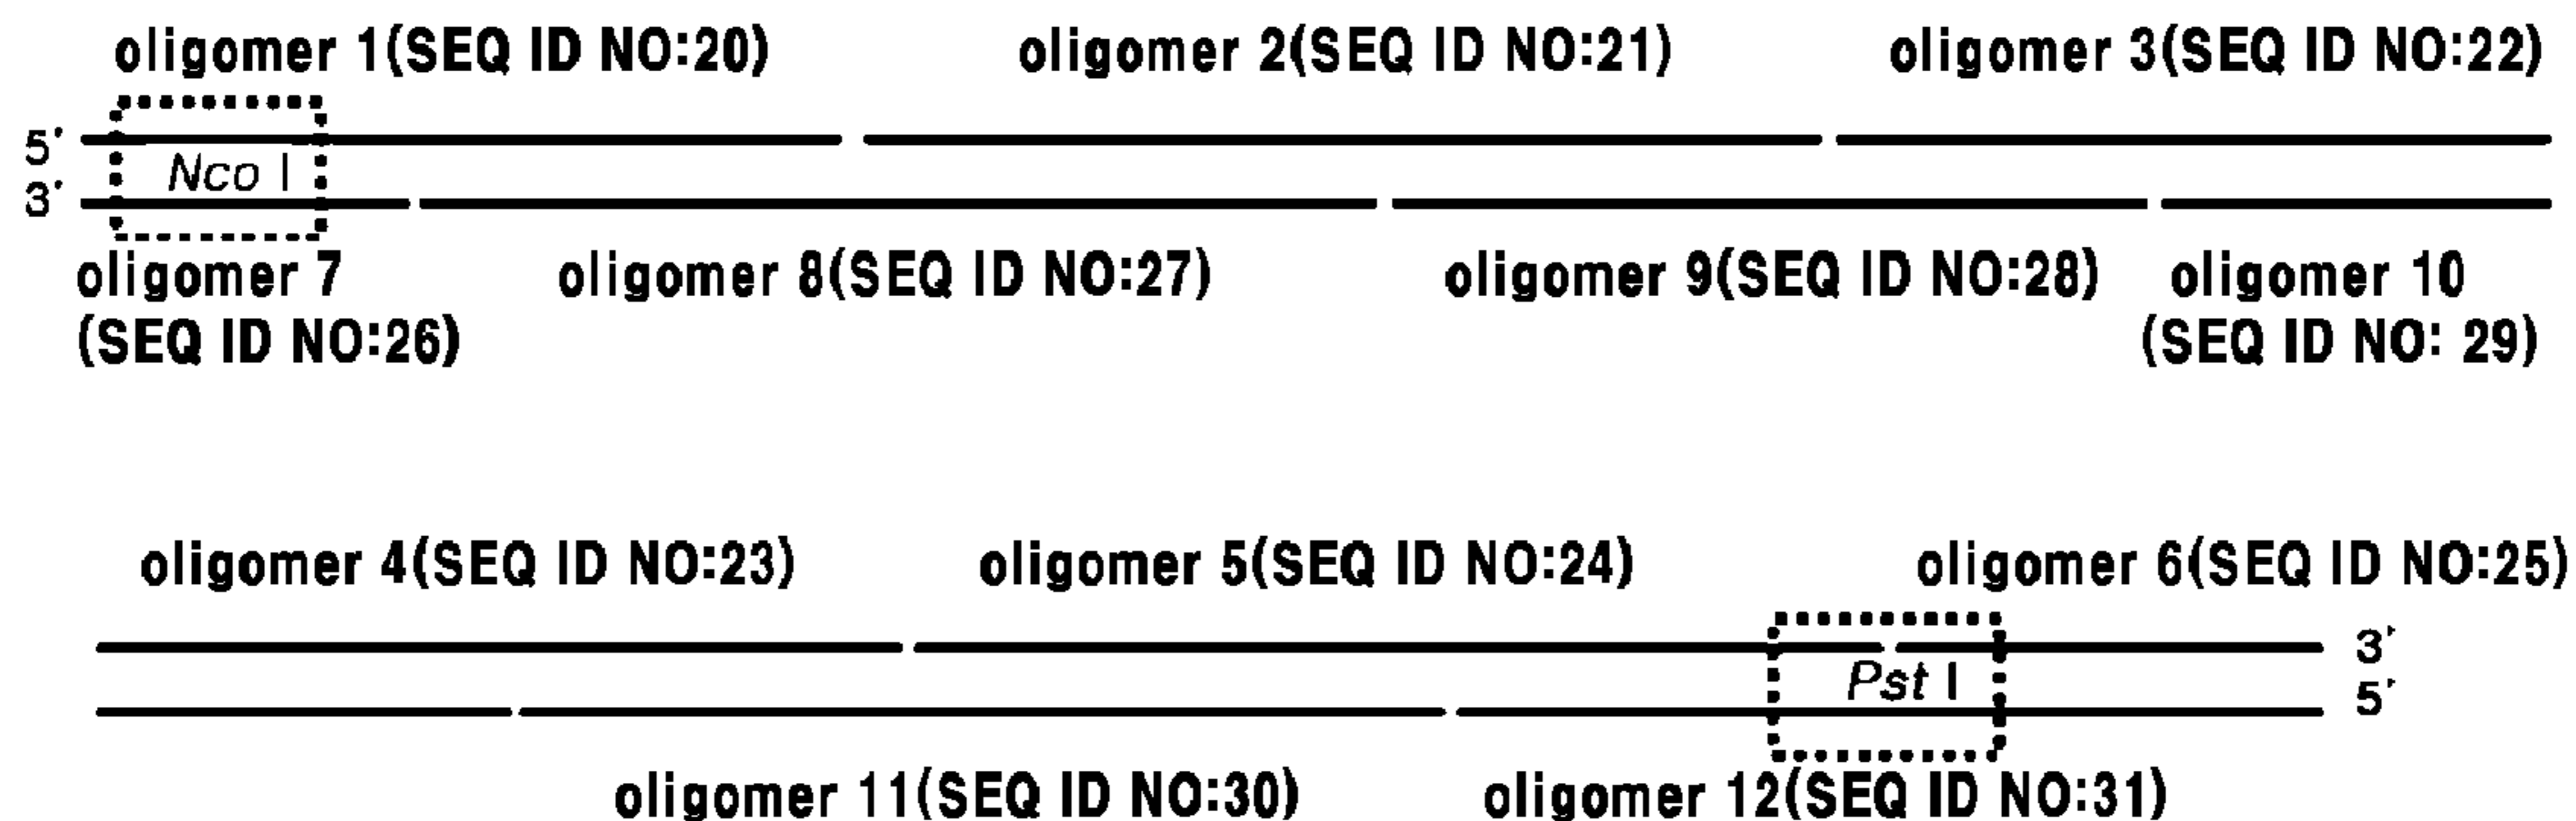 oligomer 1(SEQ ID NO:20) oligomer 2(SEQ ID NO:21) oligomer 3(SEQ ID NO:22)
5'
Nco I
3'
oligomer 7 oligomer 8(SEQ ID NO:27) oligomer 9(SEQ ID NO:28) oligomer 10
(SEQ ID NO:26) (SEQ ID NO: 29)
oligomer 4(SEQ ID NO:23) oligomer 5(SEQ ID NO:24) oligomer 6(SEQ ID NO:25)
3'
Pst I
5'
oligomer 11(SEQ ID NO:30) oligomer 12(SEQ ID NO:31)